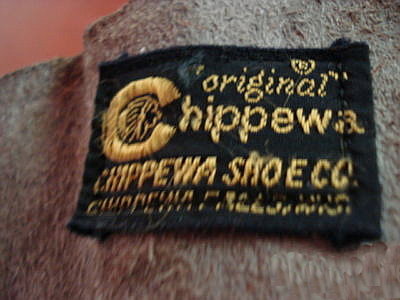 "original"
Chippewa
CHIPPEWA SHOE CO.
CHIPPEWA FALLS, WIS.